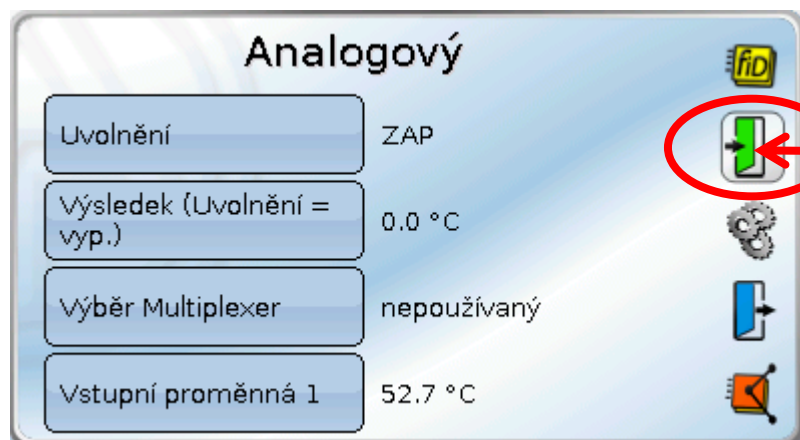 Analogový
fiD
Uvolnění
ZAP
Výsledek (Uvolnění =
vyp.)
0.0 °C
Výběr Multiplexer
nepoužívaný
Vstupní proměnná 1
52.7 °C